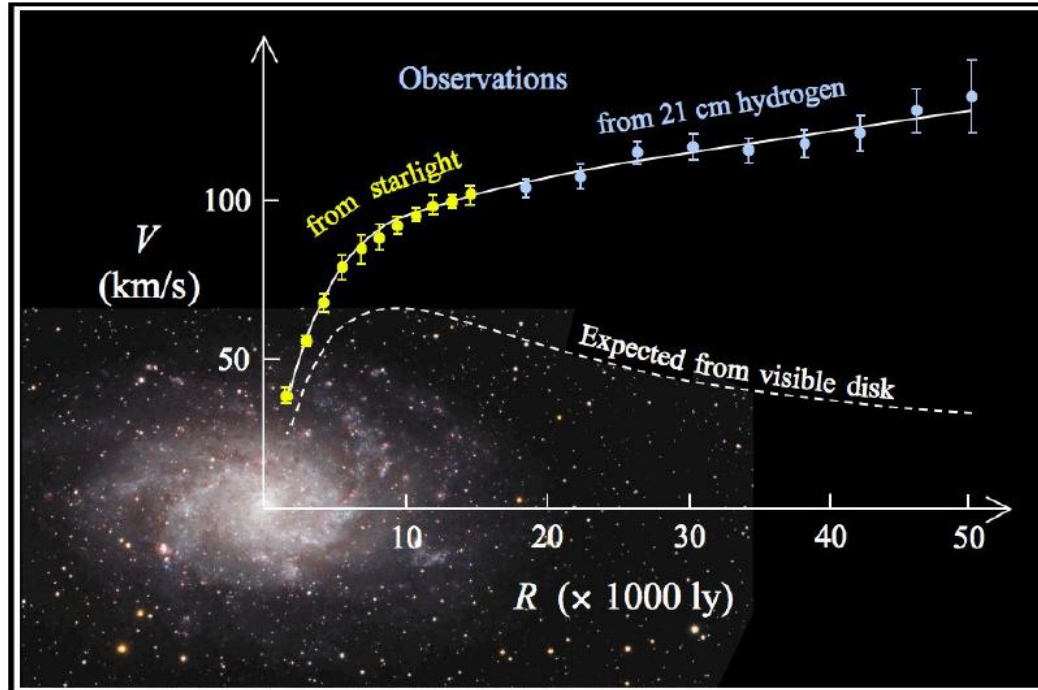 Observations
from 21 cm hydrogen
from starlight
100
V
(km/s)
50
Expected from visible disk
10
20
30
40
50
R (× 1000 ly)